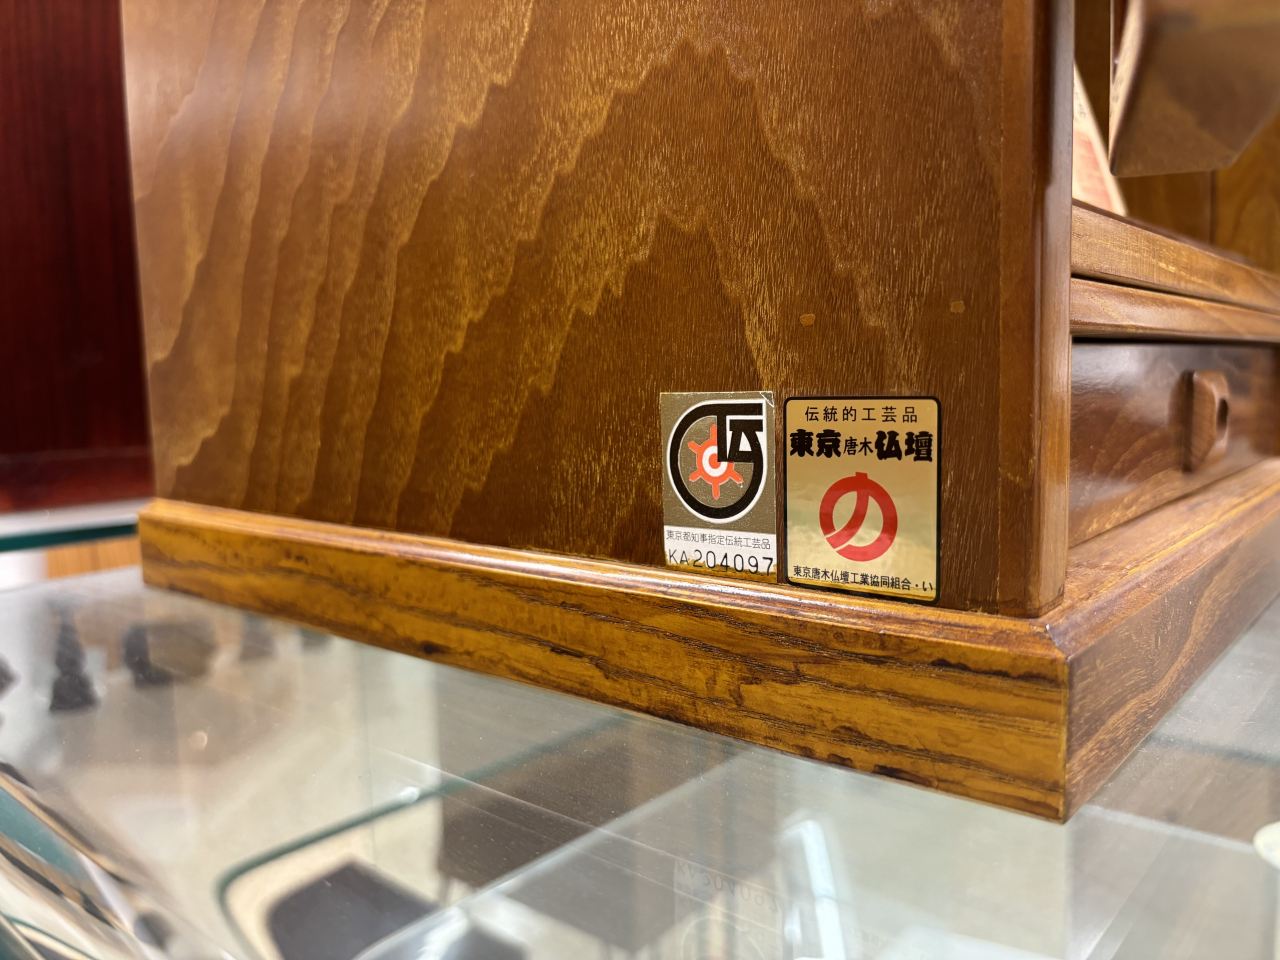 東京都知事指定伝統工芸品
KA204097
伝統的工芸品
東京唐木仏壇
の
東京唐木仏壇工業協同組合・い